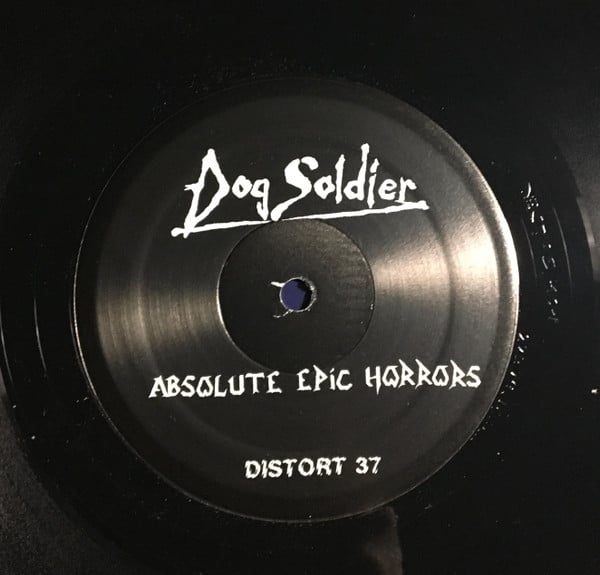 Dog Soldier
ABSOLUTE EPiC HORRORS
DISTORT 37